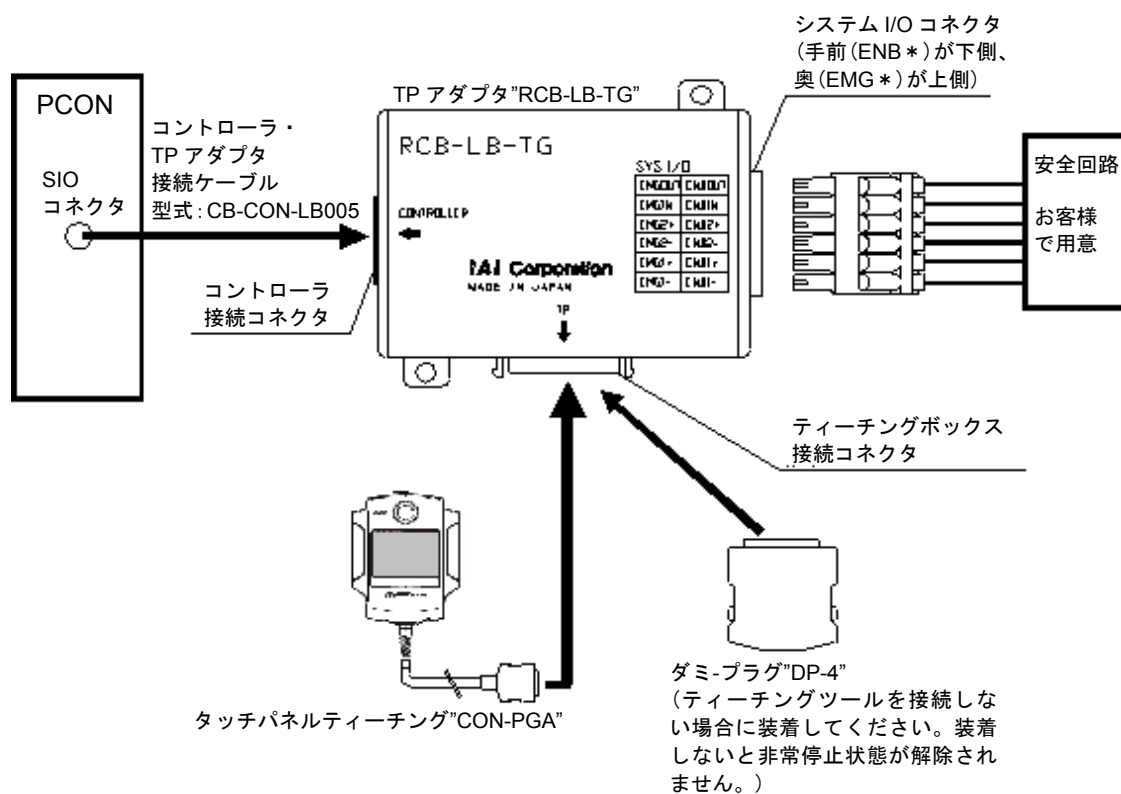 システム I/O コネクタ
（手前（ENB＊）が下側、
奥（EMG＊）が上側）
PCON
TP アダプタ”RCB-LB-TG”
コントローラ・
TP アダプタ
接続ケーブル
型式：CB-CON-LB005
SIO
コネクタ
RCB-LB-TG
SYS I/O
CONTROLLER
IAI Corporation
MADE IN JAPAN
TP
安全回路
お客様
で用意
コントローラ
接続コネクタ
ティーチングボックス
接続コネクタ
タッチパネルティーチング”CON-PGA”
ダミ-プラグ”DP-4”
（ティーチングツールを接続しな
い場合に装着してください。装着
しないと非常停止状態が解除され
ません。）